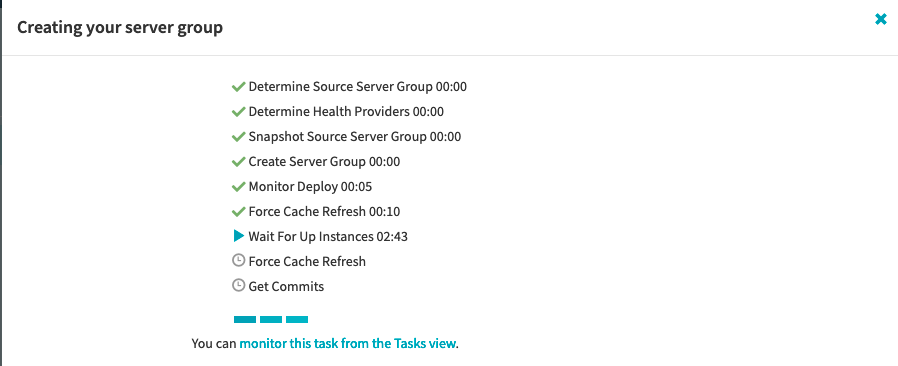 Creating your server group
Determine Source Server Group 00:00
Determine Health Providers 00:00
Snapshot Source Server Group 00:00
Create Server Group 00:00
Monitor Deploy 00:05
Force Cache Refresh 00:10
Wait For Up Instances 02:43
Force Cache Refresh
Get Commits
You can monitor this task from the Tasks view.